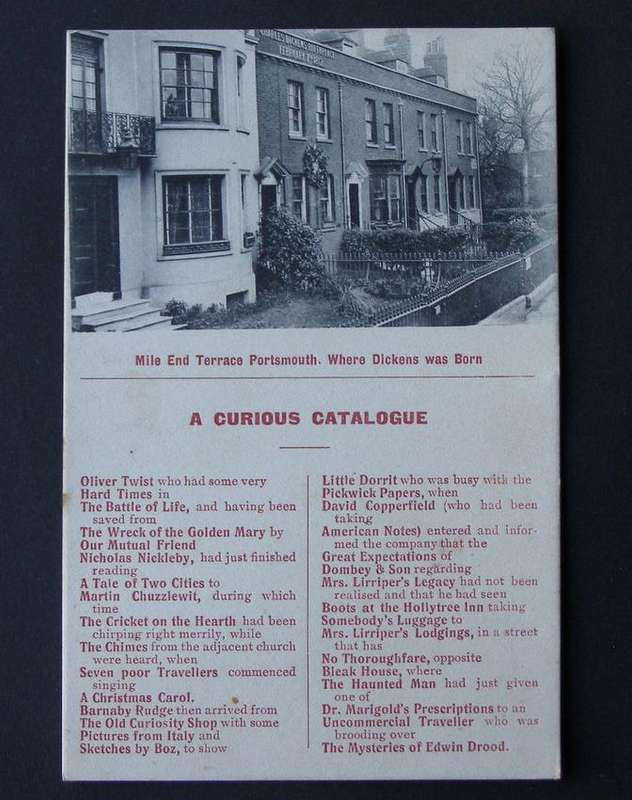 CHARLES DICKENS BIRTHPLACE
FEBRUARY 7TH 1812
Mile End Terrace Portsmouth. Where Dickens was Born
A CURIOUS CATALOGUE
Oliver Twist who had some very
Hard Times in
The Battle of Life, and having been
saved from
The Wreck of the Golden Mary by
Our Mutual Friend
Nicholas Nickleby, had just finished
reading
A Tale of Two Cities to
Martin Chuzzlewit, during which
time
The Cricket on the Hearth had been
chirping right merrily, while
The Chimes from the adjacent church
were heard, when
Seven poor Travellers commenced
singing
A Christmas Carol.
Barnaby Rudge then arrived from
The Old Curiosity Shop with some
Pictures from Italy and
Sketches by Boz, to show
Little Dorrit who was busy with the
Pickwick Papers, when
David Copperfield (who had been
taking
American Notes) entered and infor-
med the company that the
Great Expectations of
Dombey & Son regarding
Mrs. Lirriper's Legacy had not been
realised and that he had seen
Boots at the Hollytree Inn taking
Somebody's Luggage to
Mrs. Lirriper's Lodgings, in a street
that has
No Thoroughfare, opposite
Bleak House, where
The Haunted Man had just given
one of
Dr. Marigold's Prescriptions to an
Uncommercial Traveller who was
brooding over
The Mysteries of Edwin Drood.